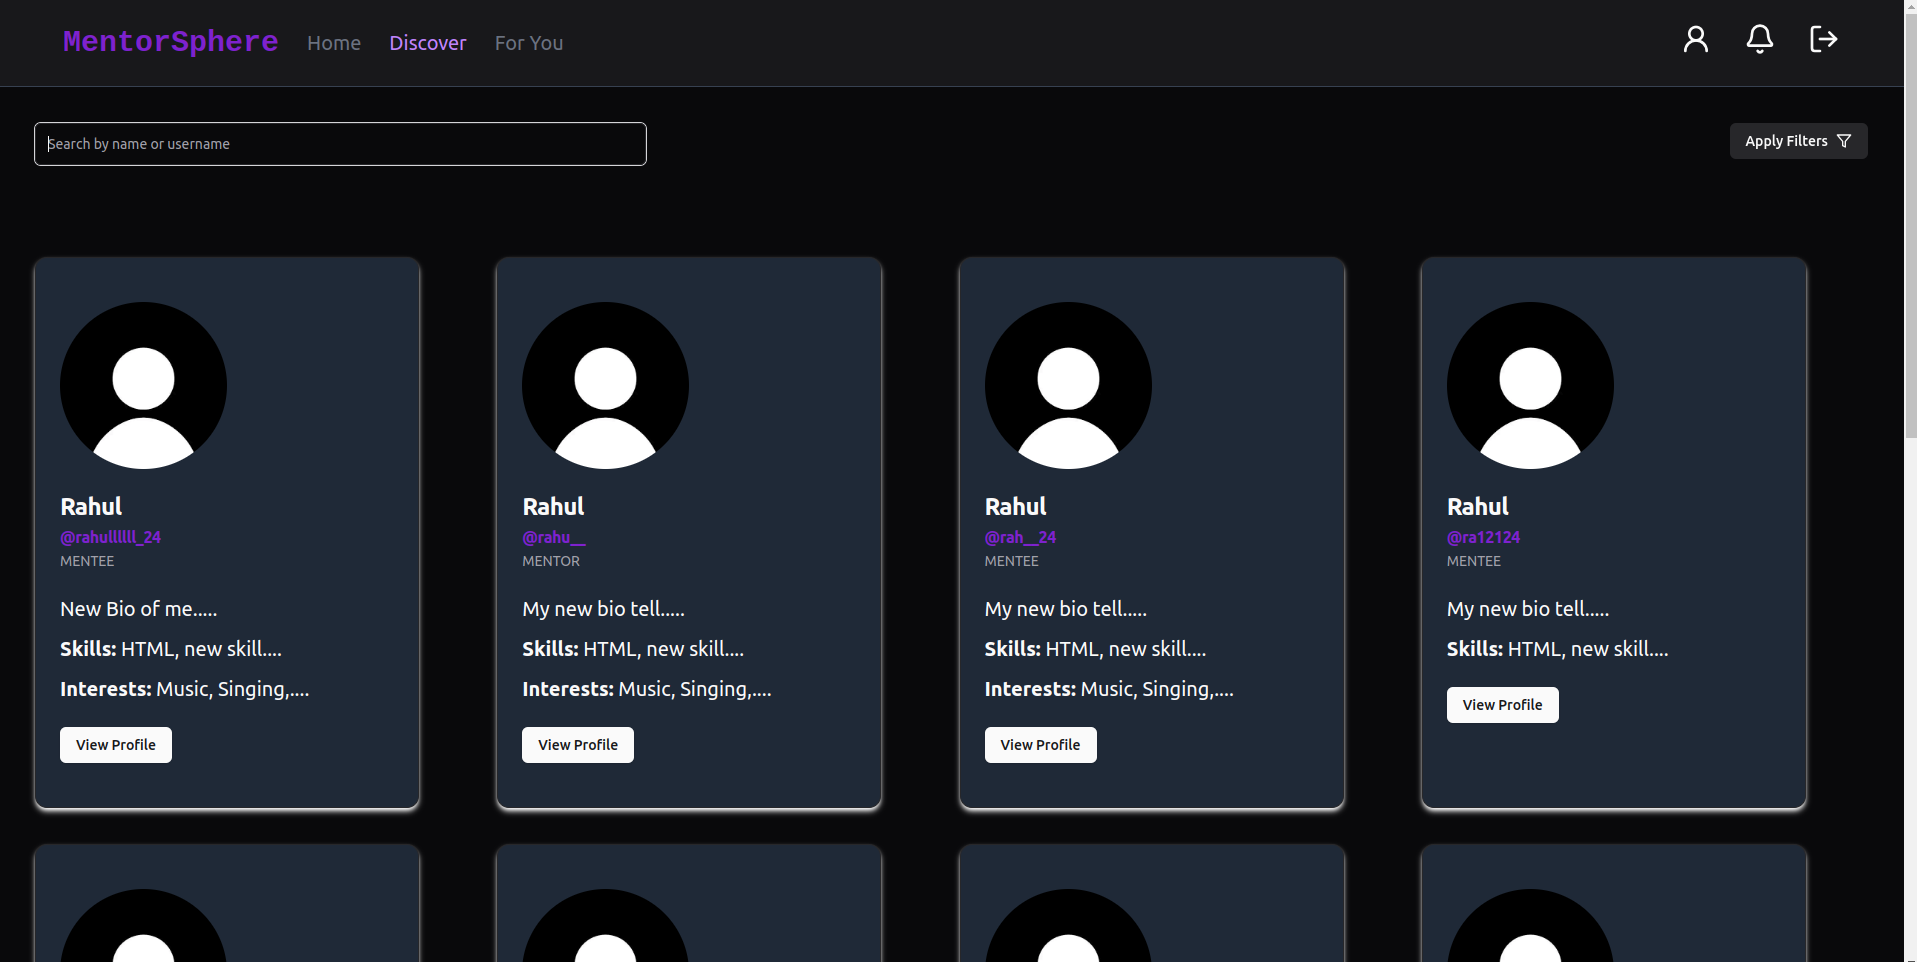 MentorSphere Home Discover For You
Search by name or username
Apply Filters
Rahul
@rahullllll_24
MENTEE
New Bio of me.....
Skills: HTML, new skill....
Interests: Music, Singing,....
View Profile
Rahul
@rahu__
MENTOR
My new bio tell.....
Skills: HTML, new skill....
Interests: Music, Singing,....
View Profile
Rahul
@rah__24
MENTEE
My new bio tell.....
Skills: HTML, new skill....
Interests: Music, Singing,....
View Profile
Rahul
@ra12124
MENTEE
My new bio tell.....
Skills: HTML, new skill....
View Profile